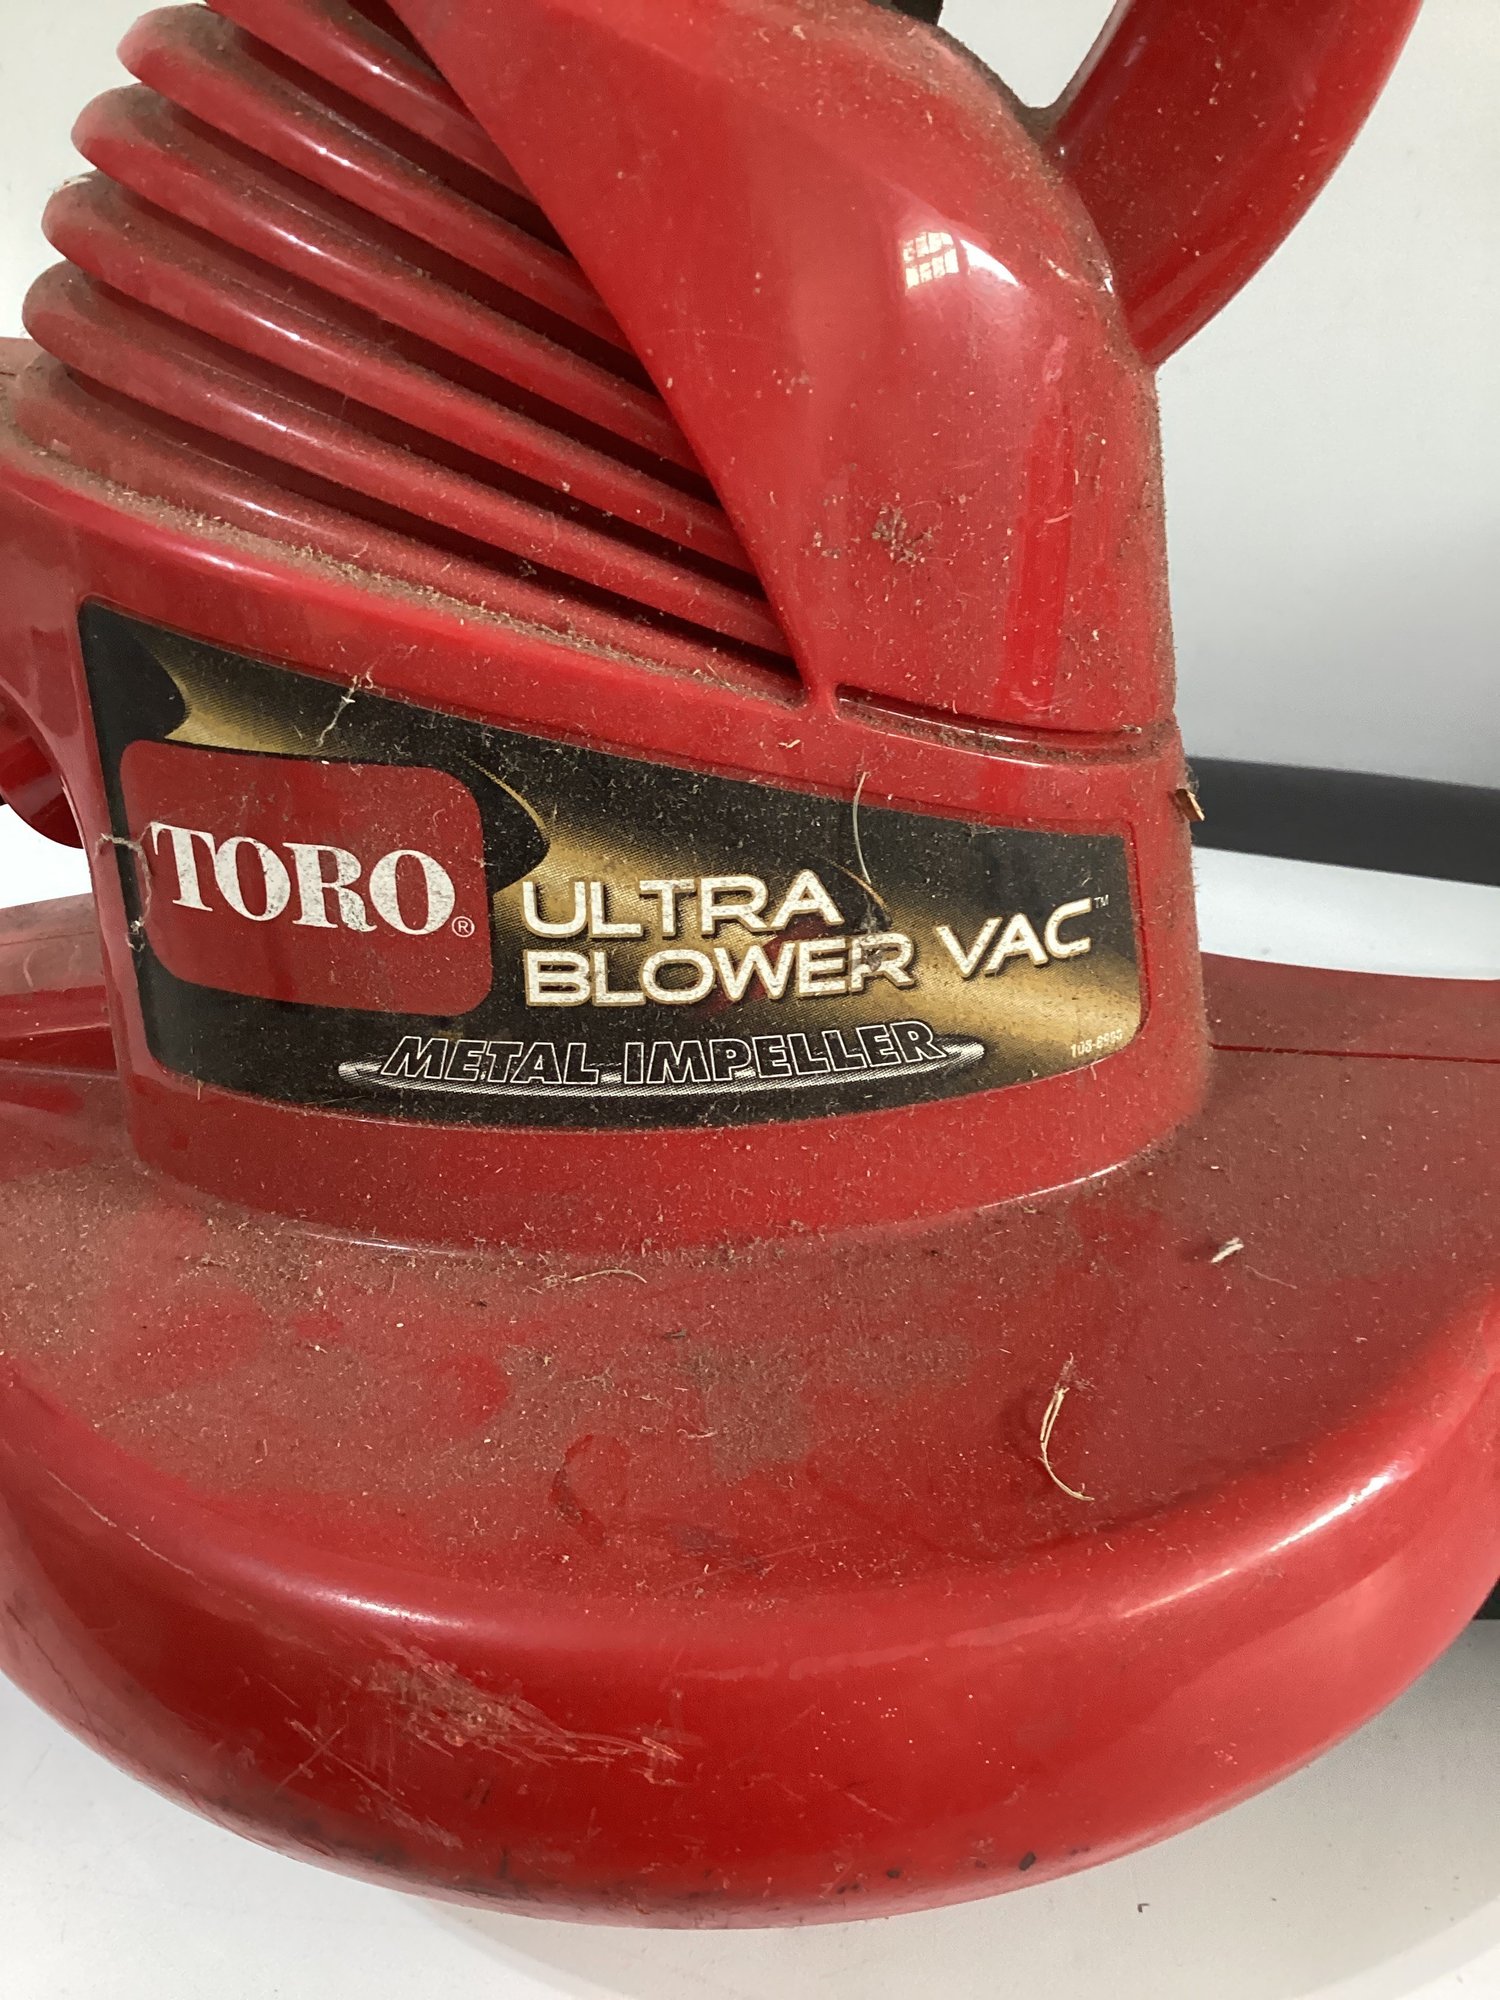 TORO®
ULTRA
BLOWER VAC™
METAL IMPELLER